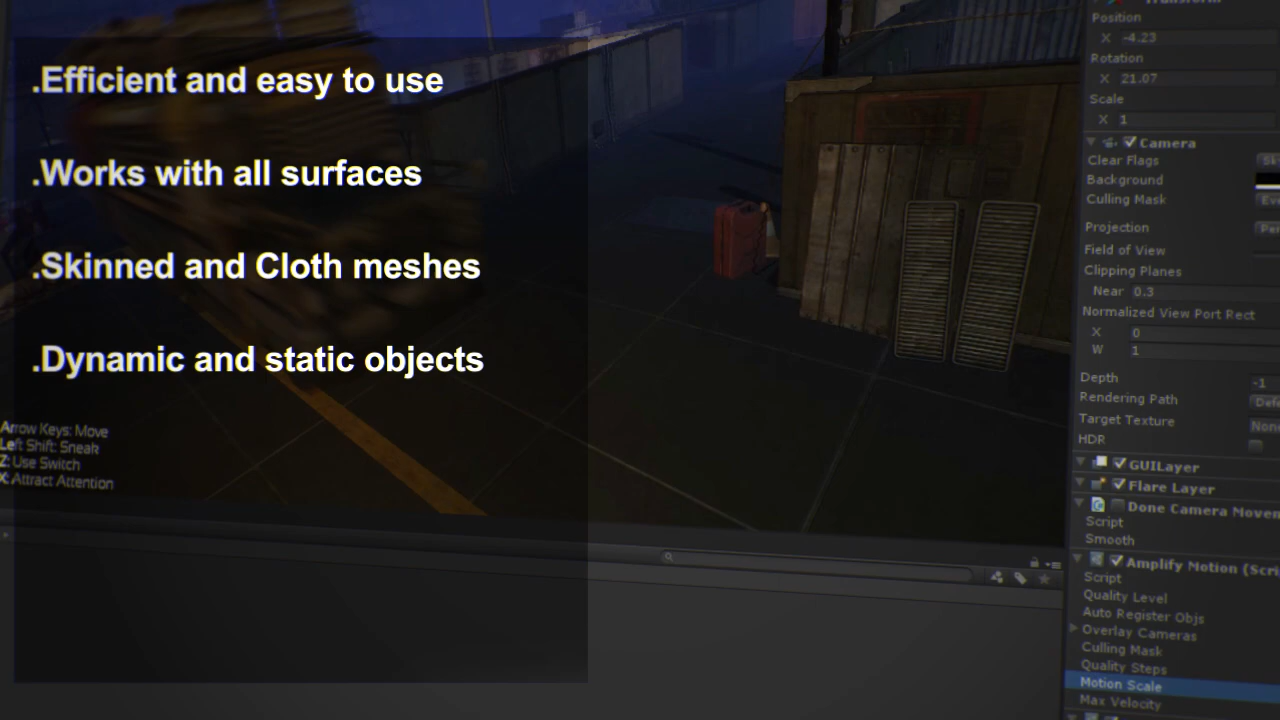 .Efficient and easy to use
.Works with all surfaces
.Skinned and Cloth meshes
.Dynamic and static objects
Arrow Keys: Move
Left Shift: Sneak
Z: Use Switch
X: Attract Attention
Transform
Position
X -4.23
Rotation
X 21.07
Scale
X 1
Camera
Clear Flags
Background
Culling Mask
Projection
Field of View
Clipping Planes
Near 0.3
Normalized View Port Rect
X 0
W 1
Depth -1
Rendering Path
Target Texture None
HDR
GUILayer
Flare Layer
Done Camera Movem
Script
Smooth
Amplify Motion (Scri
Script
Quality Level
Auto Register Objs
Overlay Cameras
Culling Mask
Quality Steps
Motion Scale
Max Velocity